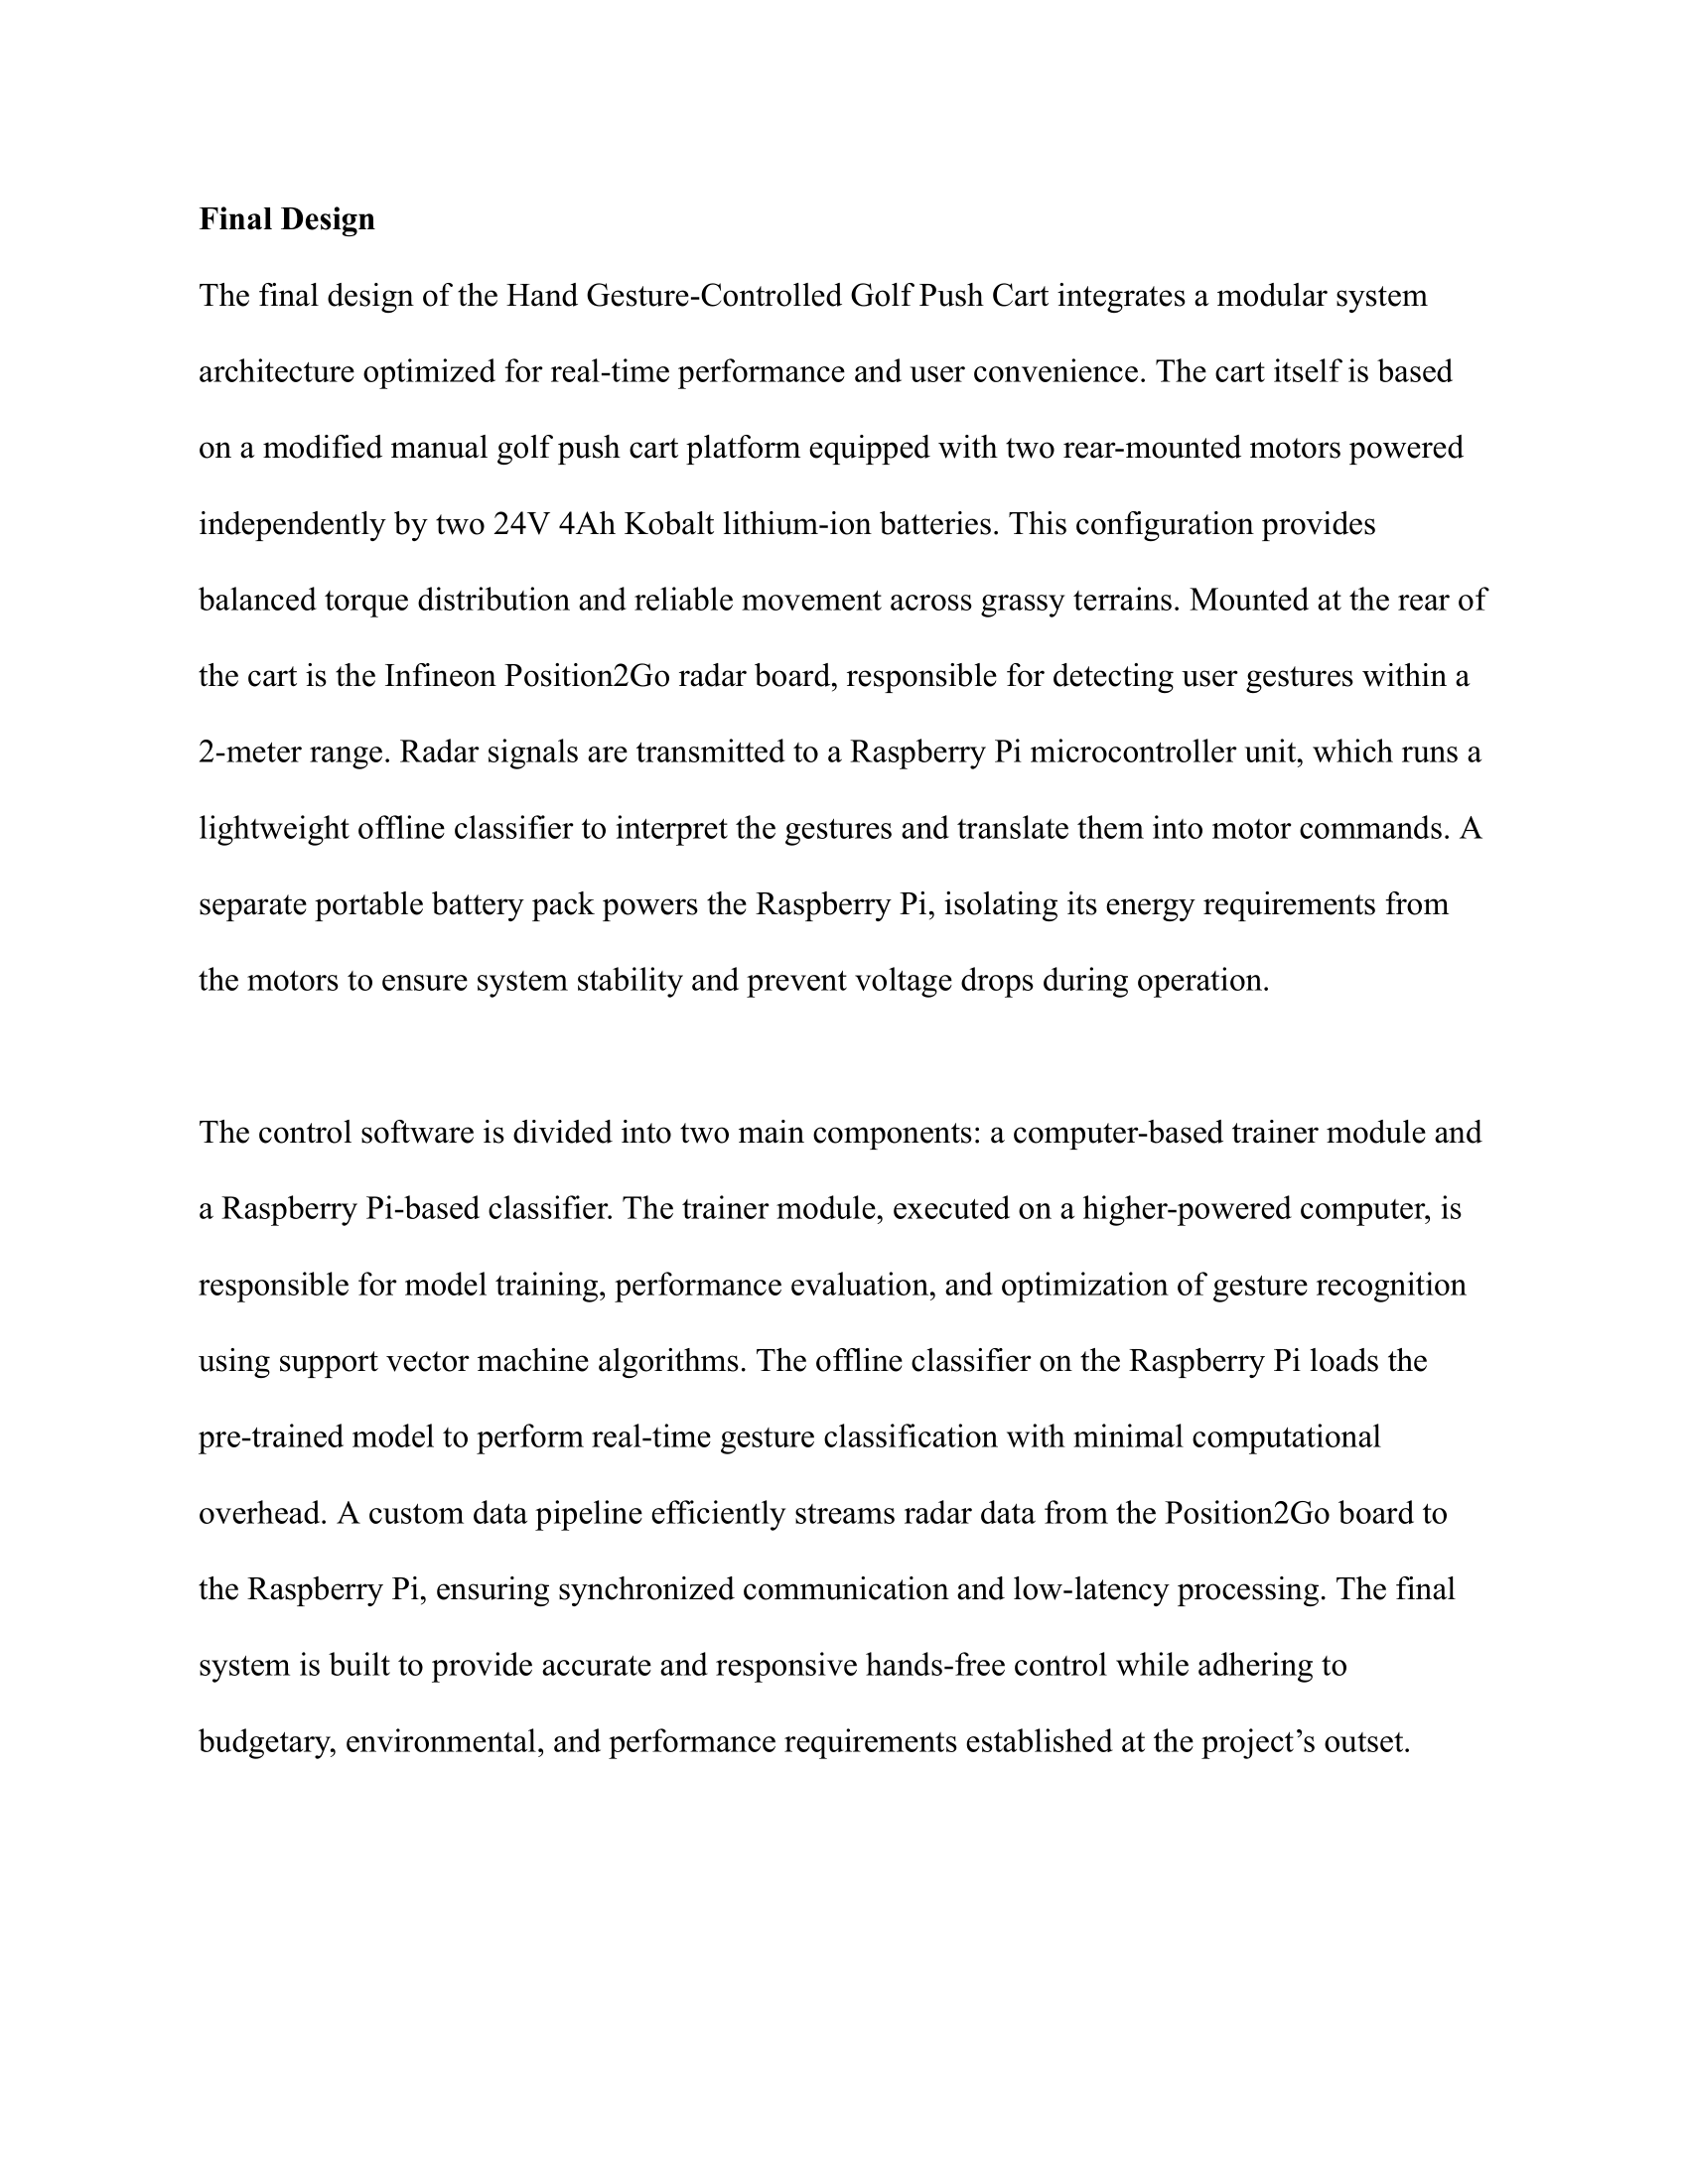 Final Design
The final design of the Hand Gesture-Controlled Golf Push Cart integrates a modular system
architecture optimized for real-time performance and user convenience. The cart itself is based
on a modified manual golf push cart platform equipped with two rear-mounted motors powered
independently by two 24V 4Ah Kobalt lithium-ion batteries. This configuration provides
balanced torque distribution and reliable movement across grassy terrains. Mounted at the rear of
the cart is the Infineon Position2Go radar board, responsible for detecting user gestures within a
2-meter range. Radar signals are transmitted to a Raspberry Pi microcontroller unit, which runs a
lightweight offline classifier to interpret the gestures and translate them into motor commands. A
separate portable battery pack powers the Raspberry Pi, isolating its energy requirements from
the motors to ensure system stability and prevent voltage drops during operation.
The control software is divided into two main components: a computer-based trainer module and
a Raspberry Pi-based classifier. The trainer module, executed on a higher-powered computer, is
responsible for model training, performance evaluation, and optimization of gesture recognition
using support vector machine algorithms. The offline classifier on the Raspberry Pi loads the
pre-trained model to perform real-time gesture classification with minimal computational
overhead. A custom data pipeline efficiently streams radar data from the Position2Go board to
the Raspberry Pi, ensuring synchronized communication and low-latency processing. The final
system is built to provide accurate and responsive hands-free control while adhering to
budgetary, environmental, and performance requirements established at the project’s outset.